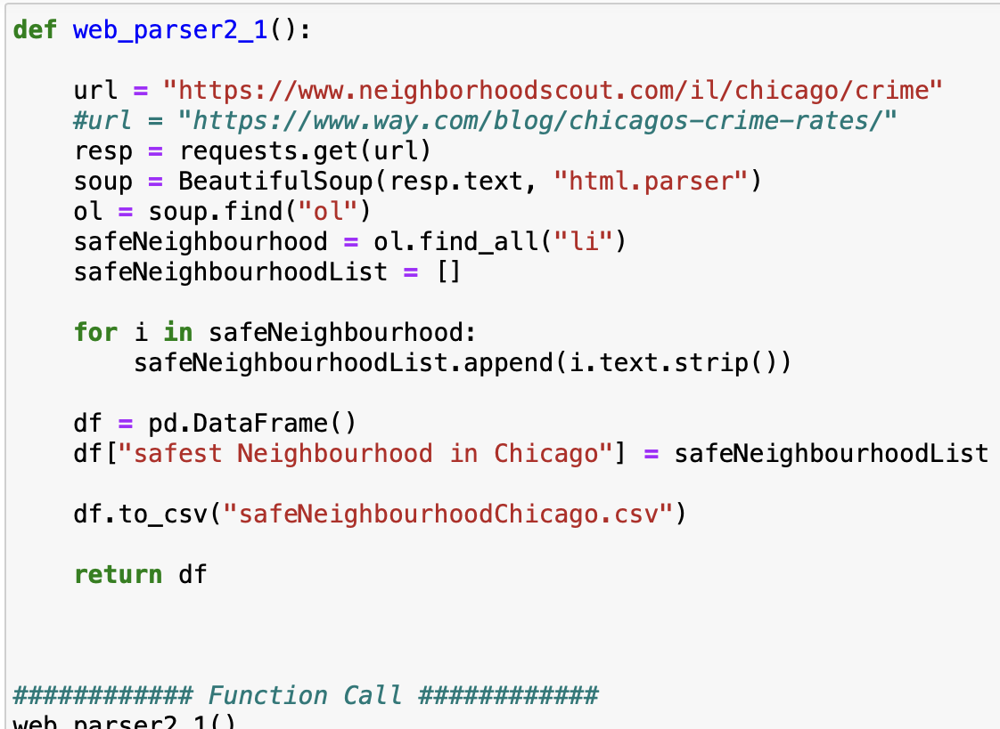 def web_parser2_1():
url = "https://www.neighborhoodscout.com/il/chicago/crime"
#url = "https://www.way.com/blog/chicagos-crime-rates/"
resp = requests.get(url)
soup = BeautifulSoup(resp.text, "html.parser")
ol = soup.find("ol")
safeNeighbourhood = ol.find_all("li")
safeNeighbourhoodList = []
for i in safeNeighbourhood:
safeNeighbourhoodList.append(i.text.strip())
df = pd.DataFrame()
df["safest Neighbourhood in Chicago"] = safeNeighbourhoodList
df.to_csv("safeNeighbourhoodChicago.csv")
return df
############ Function Call ############
web_parser2_1()